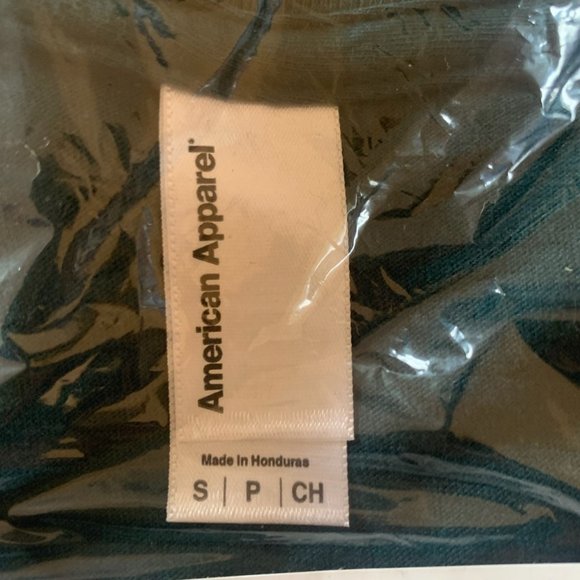 American Apparel®
Made in Honduras
S | P | CH